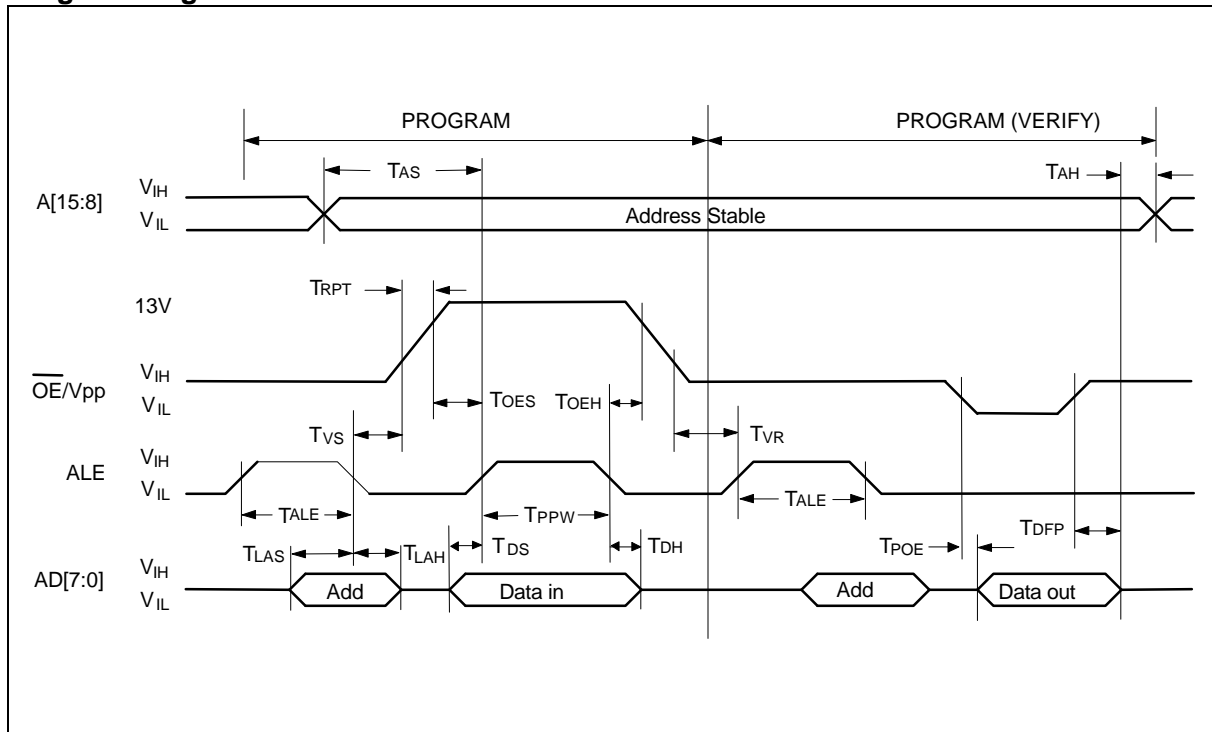 PROGRAM
PROGRAM (VERIFY)
TAS
TAH
A[15:8]
VIH
VIL
Address Stable
TRPT
13V
OE/Vpp
VIH
VIL
TOES
TOEH
TVS
TVR
ALE
VIH
VIL
TALE
TPPW
TALE
TDFP
TLAS
TLAH
TDS
TDH
TPOE
AD[7:0]
VIH
VIL
Add
Data in
Add
Data out